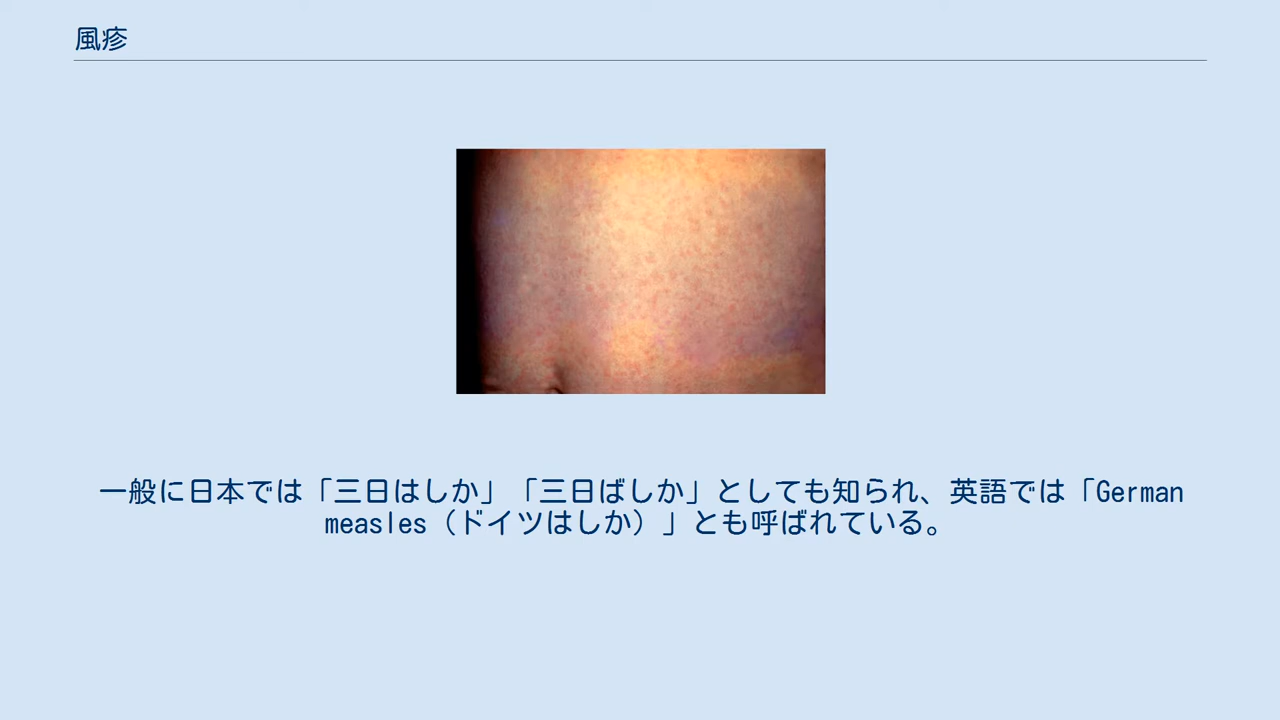 風疹
一般に日本では「三日はしか」「三日ばしか」としても知られ、英語では「German
measles（ドイツはしか）」とも呼ばれている。